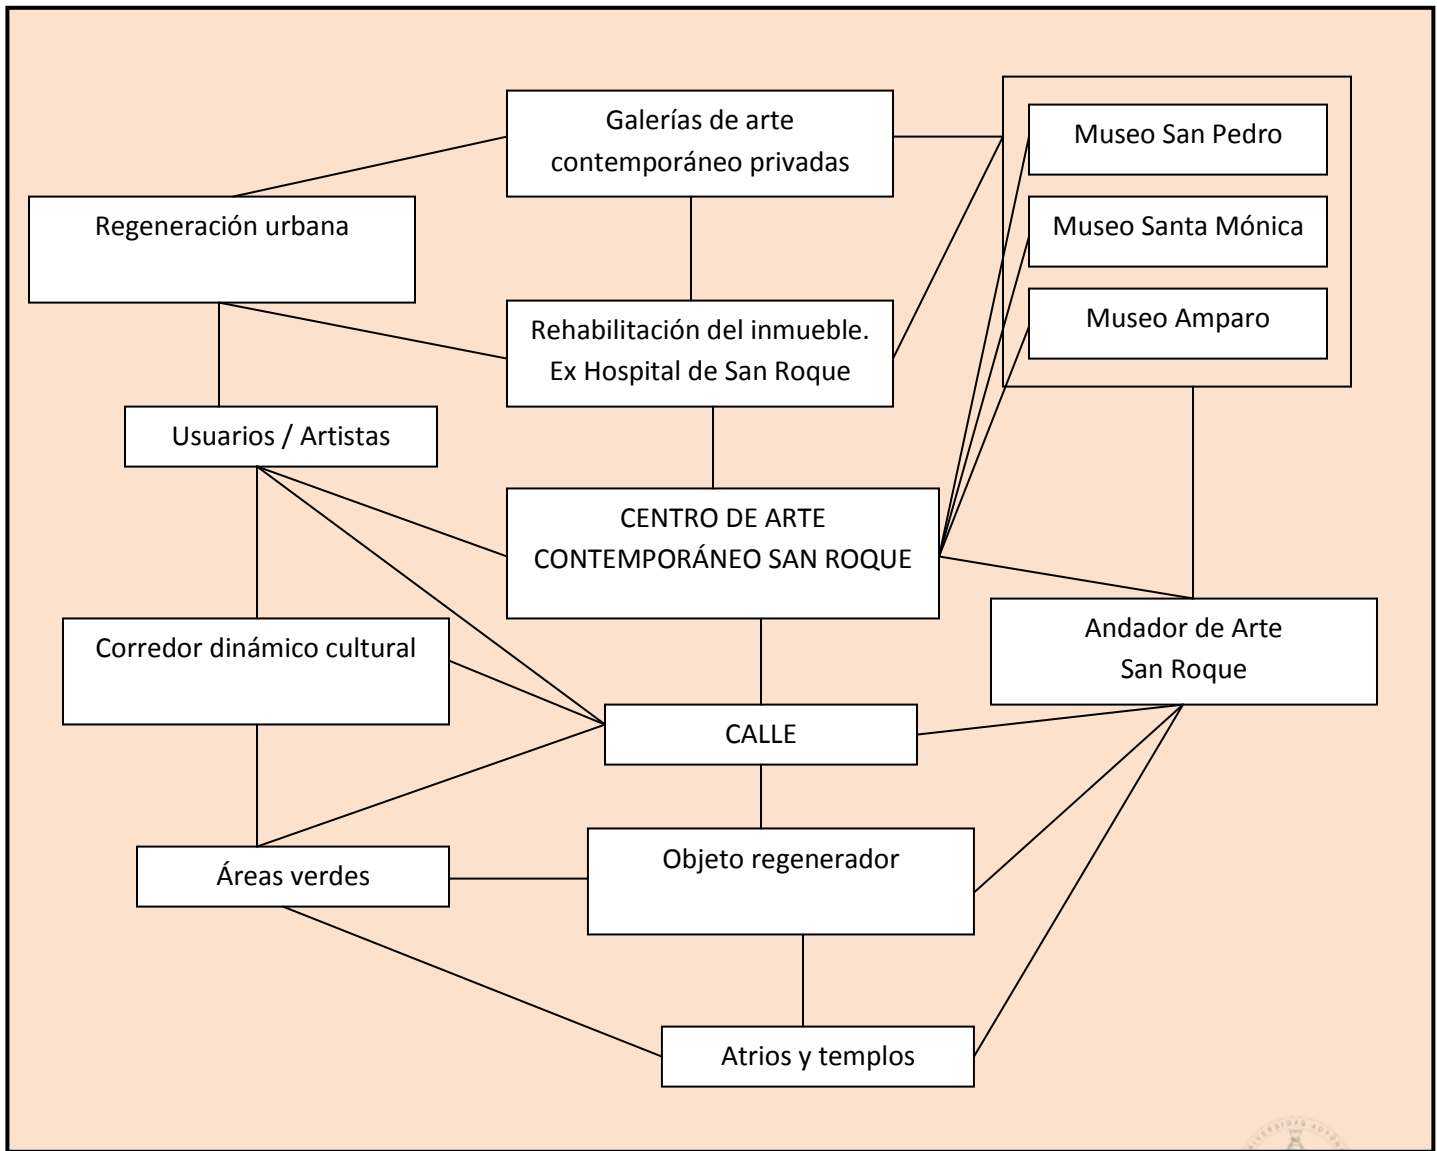 Galerías de arte
contemporáneo privadas
Museo San Pedro
Regeneración urbana
Museo Santa Mónica
Rehabilitación del inmueble.
Ex Hospital de San Roque
Museo Amparo
Usuarios / Artistas
CENTRO DE ARTE
CONTEMPORÁNEO SAN ROQUE
Corredor dinámico cultural
Andador de Arte
San Roque
CALLE
Áreas verdes
Objeto regenerador
Atrios y templos